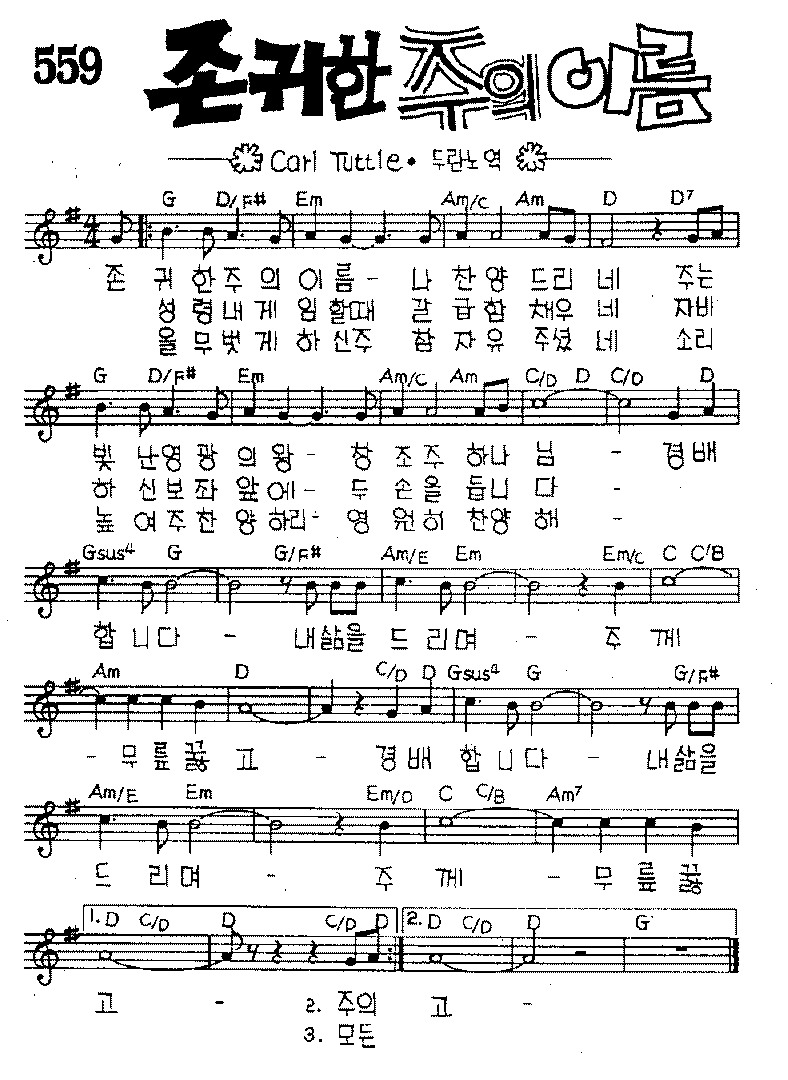 559 존귀한 주의 이름
Carl Tuttle • 두란노 역
G D/F# Em Am/C Am D D7
존 귀 한 주 의 이 름 - 나 찬 양 드 리 네 주는
성 령 내 게 임 할 때 갈 급 함 채우 네 자비
올 무 벗 게 하 신 주 참 자 유 주셨 네 소리
G D/F# Em Am/C Am C/D D C/D D
빛 난 영 광 의 왕 - 창 조 주 하나 님 - 경배
하 신 보 좌 앞 에 - 두 손 을 듭니 다 -
높 여 주 찬 양 하리 - 영 원히 찬양 해 -
Gsus4 G G/F# Am/E Em Em/C C C/B
합 니다 - 내삶을 드 리며 - 주 께
Am D C/D D Gsus4 G G/F#
- 무 릎 꿇 고 - 경 배 합 니 다 - 내삶을
Am/E Em Em/D C C/B Am7
드 리 며 - 주 께 - 무 릎 꿇
1. D C/D D C/D D 2. D C/D D G
고 - 2. 주의 고 -
3. 모든